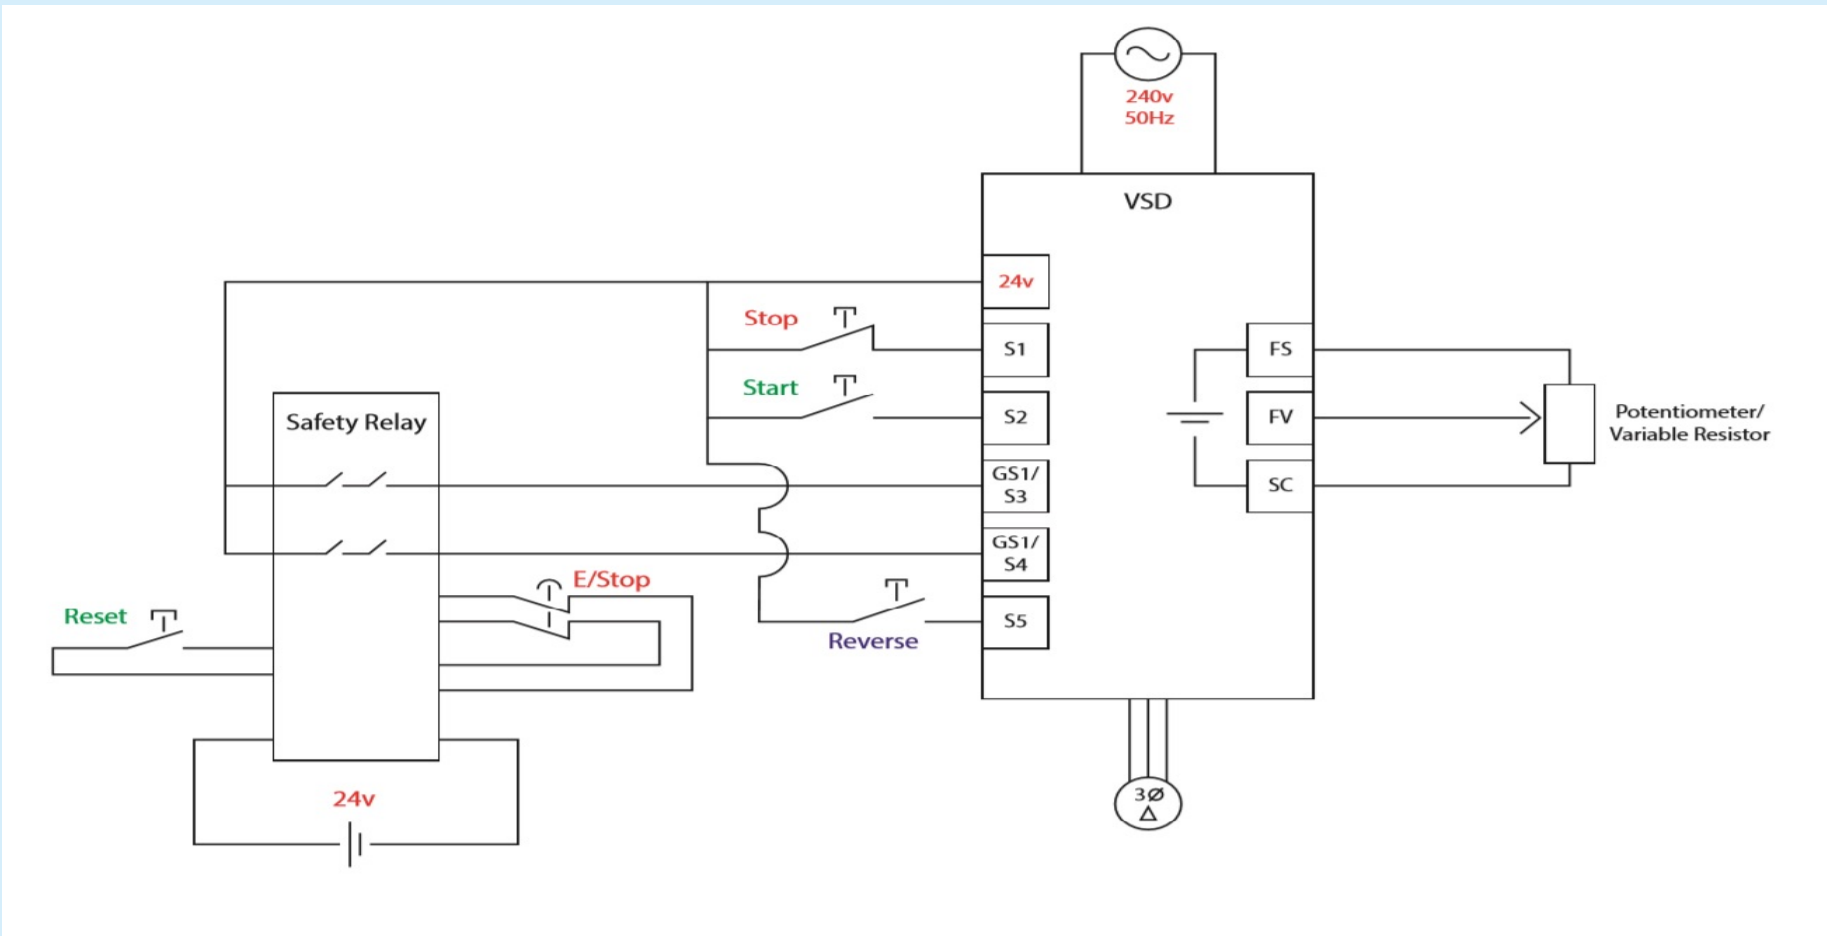 240v
50Hz
VSD
24v
Stop
S1
Start
S2
Safety Relay
GS1/
S3
GS1/
S4
E/Stop
Reset
S5
Reverse
FS
FV
SC
Potentiometer/
Variable Resistor
24v
3Ø